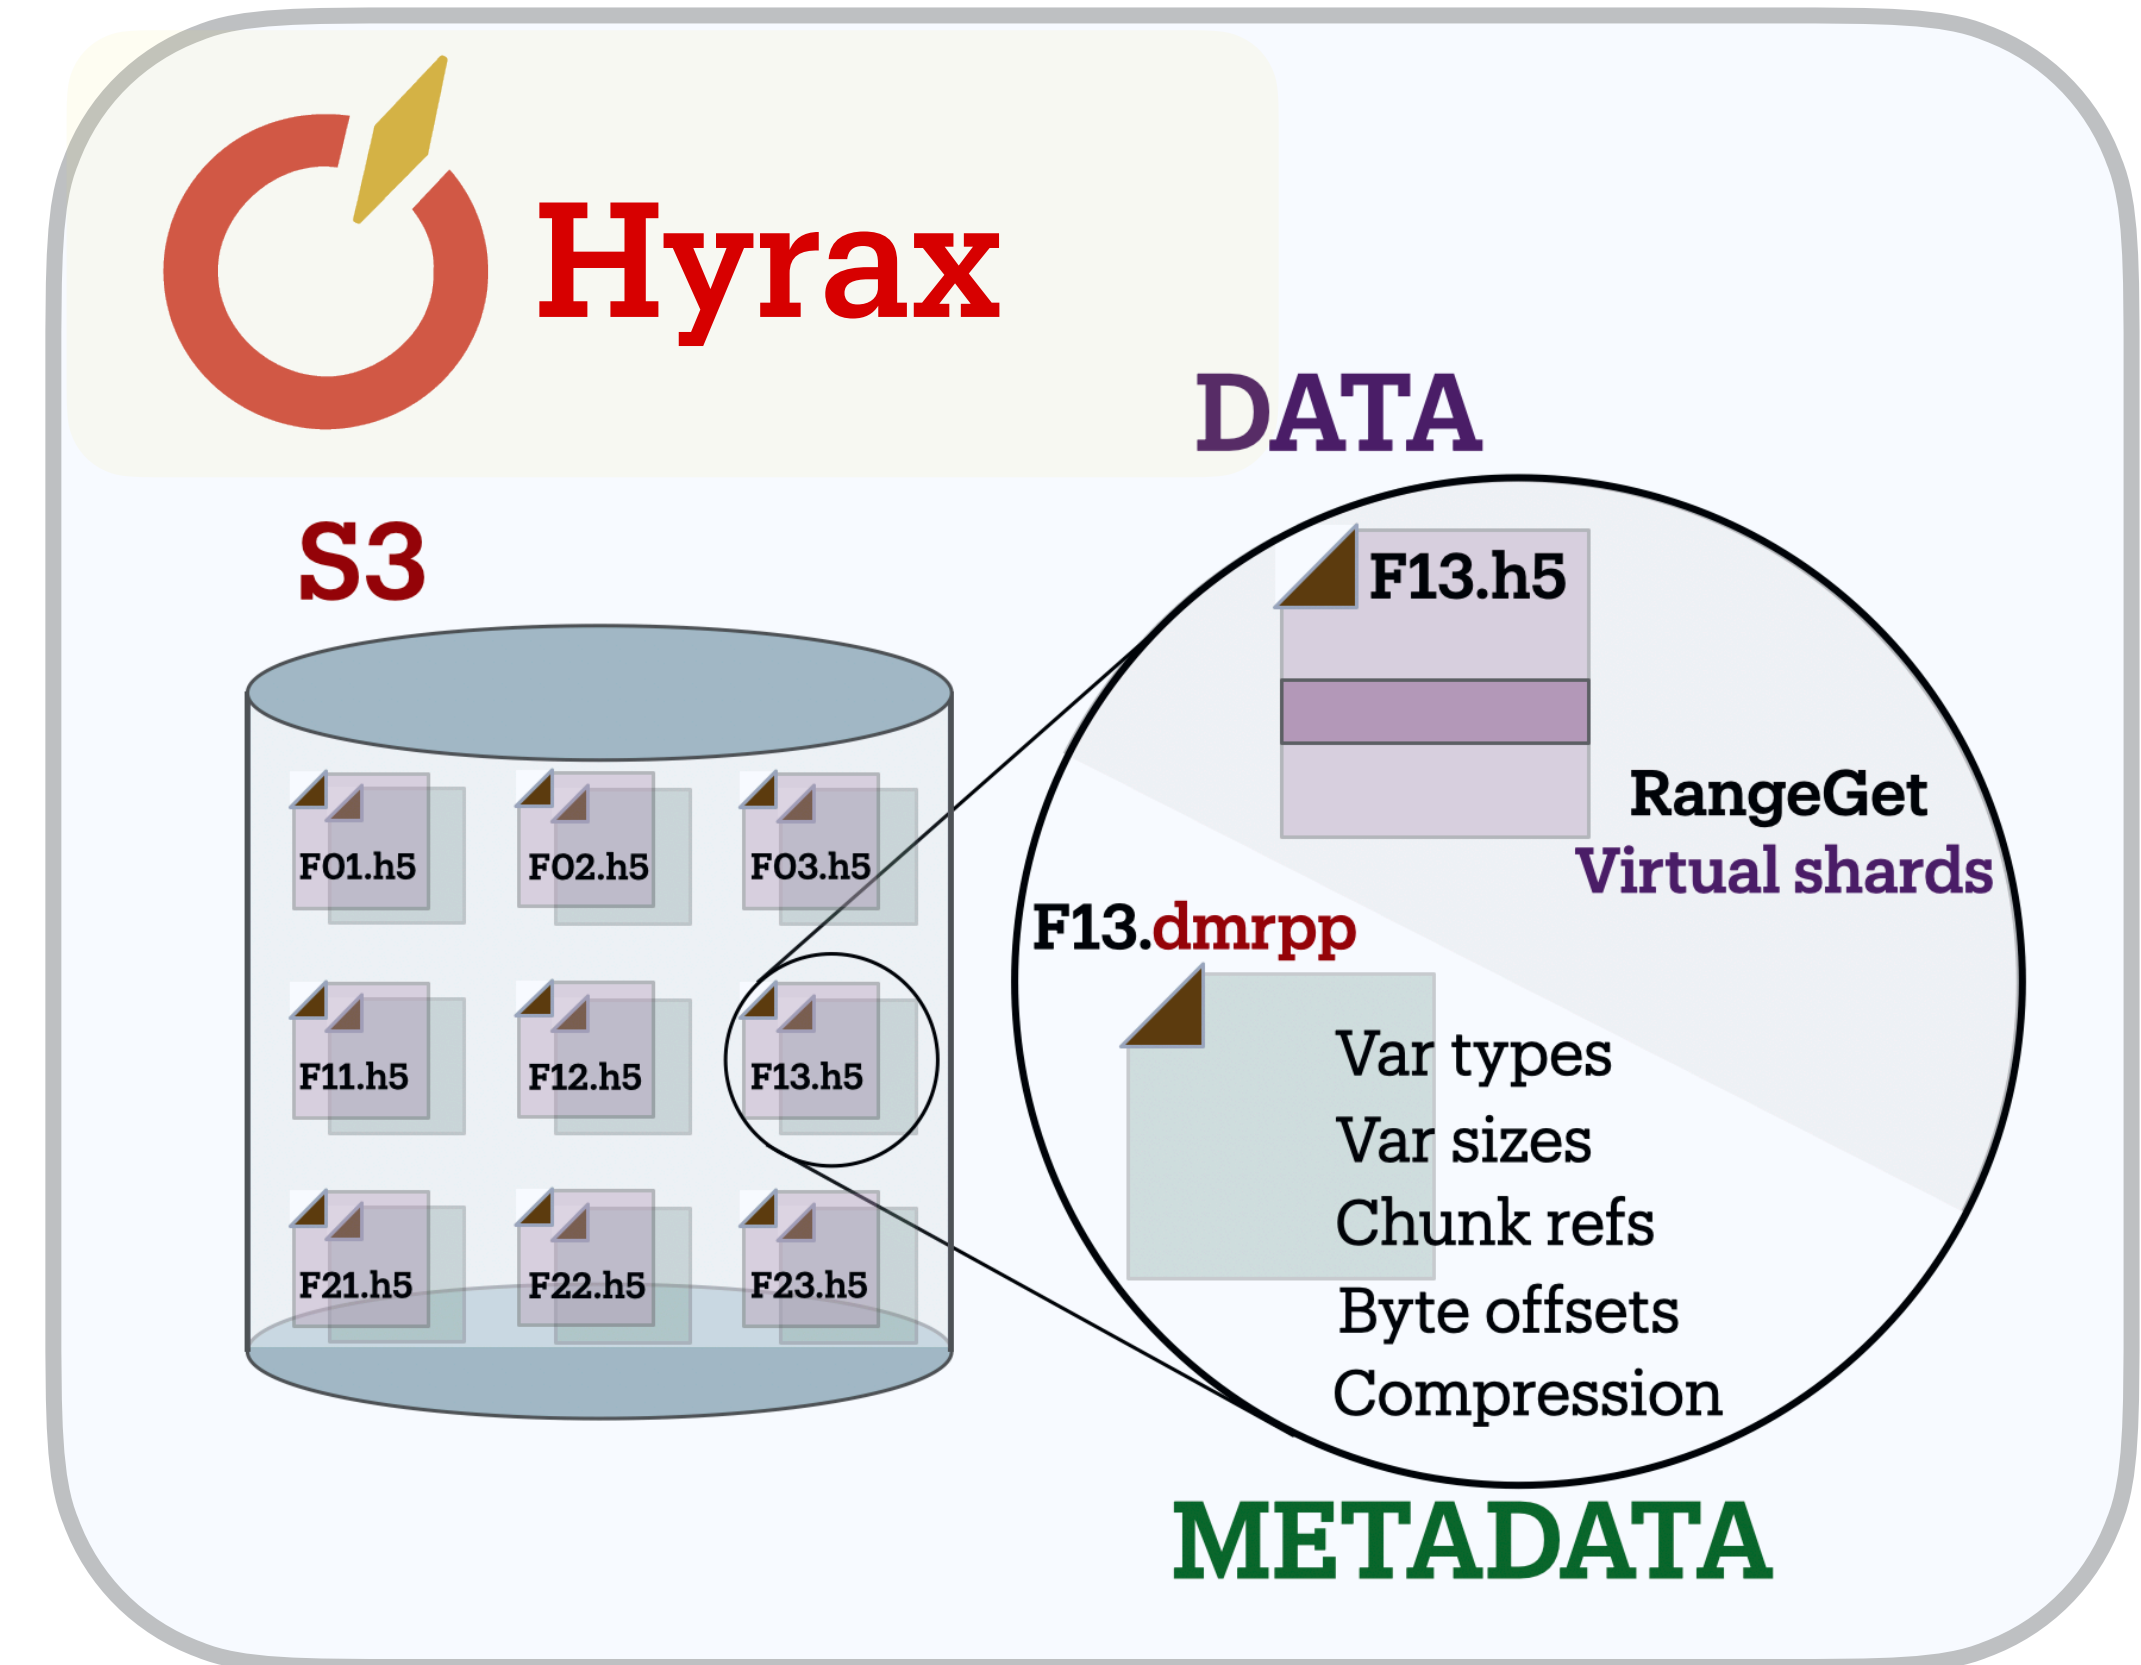 Hyrax
DATA
S3
F13.h5
RangeGet
Virtual shards
F01.h5 F02.h5 F03.h5
F13.dmrpp
F11.h5 F12.h5 F13.h5
Var types
Var sizes
Chunk refs
Byte offsets
Compression
F21.h5 F22.h5 F23.h5
METADATA